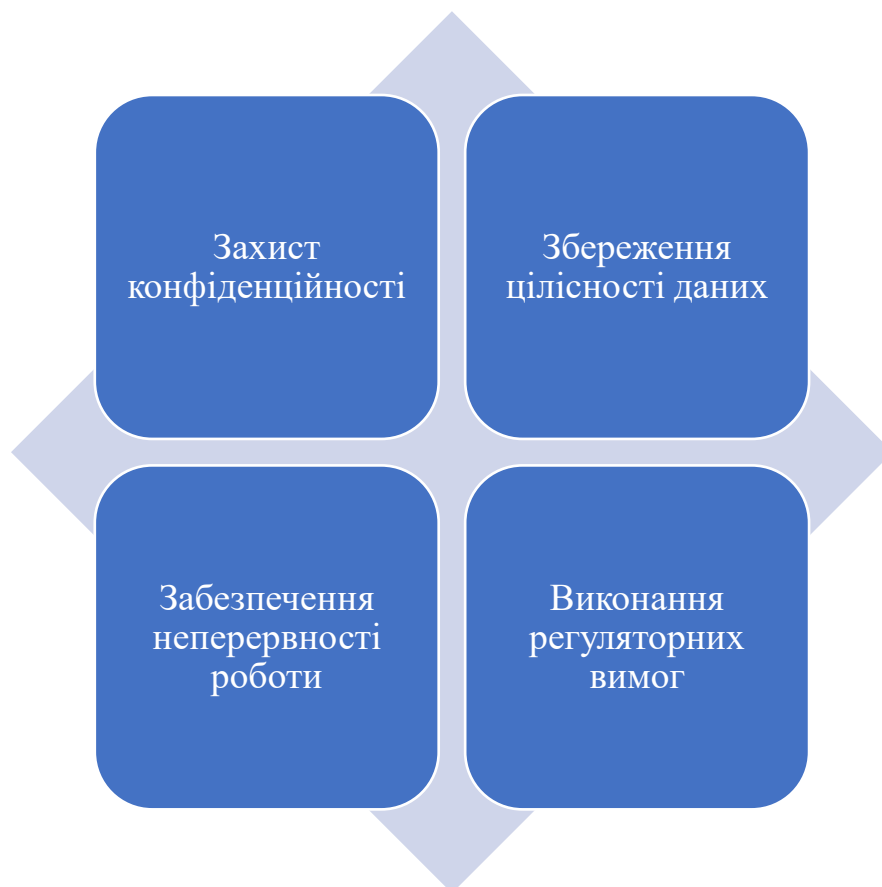 Захист
конфіденційності
Збереження
цілісності даних
Забезпечення
неперервності
роботи
Виконання
регуляторних
вимог